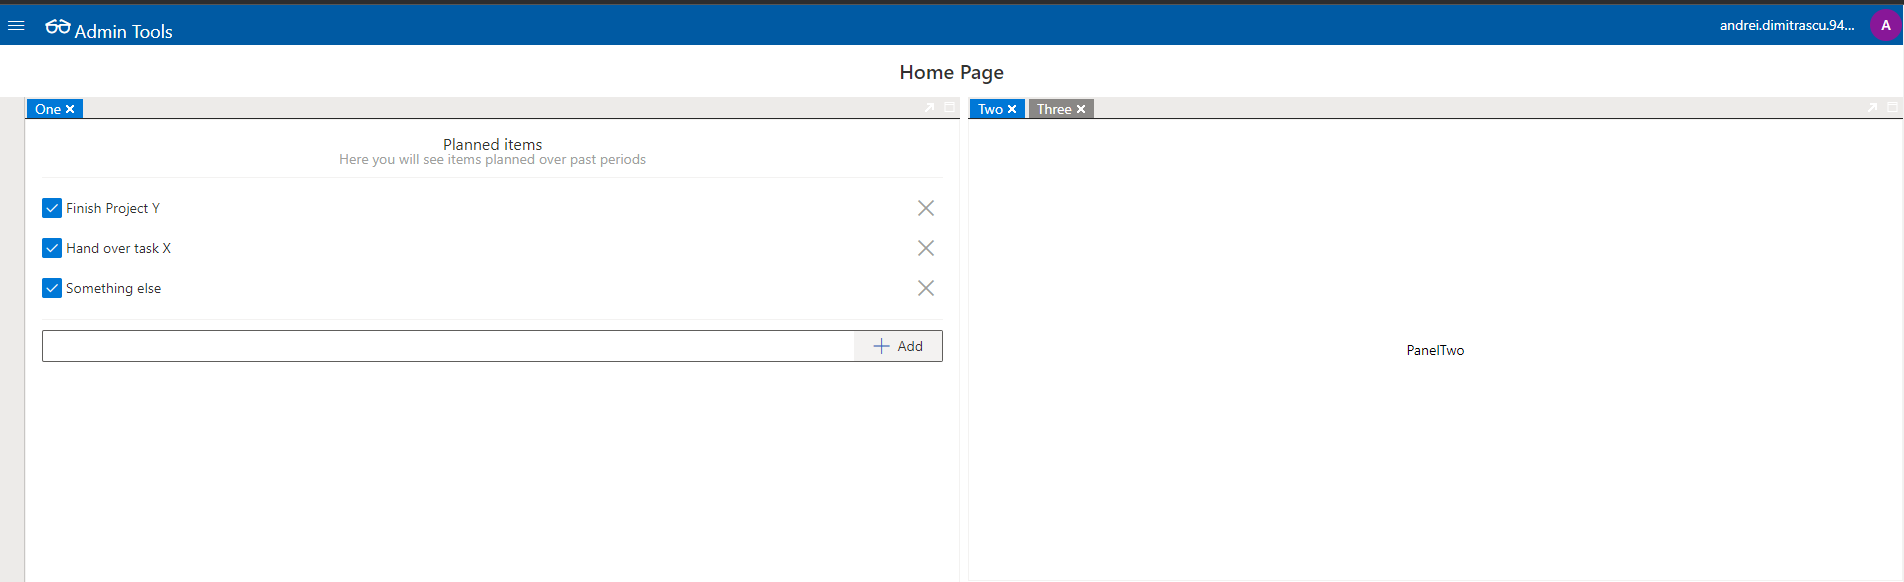 Admin Tools
andrei.dimitrascu.94...
A
Home Page
One
Two
Three
Planned items
Here you will see items planned over past periods
Finish Project Y
Hand over task X
Something else
Add
PanelTwo